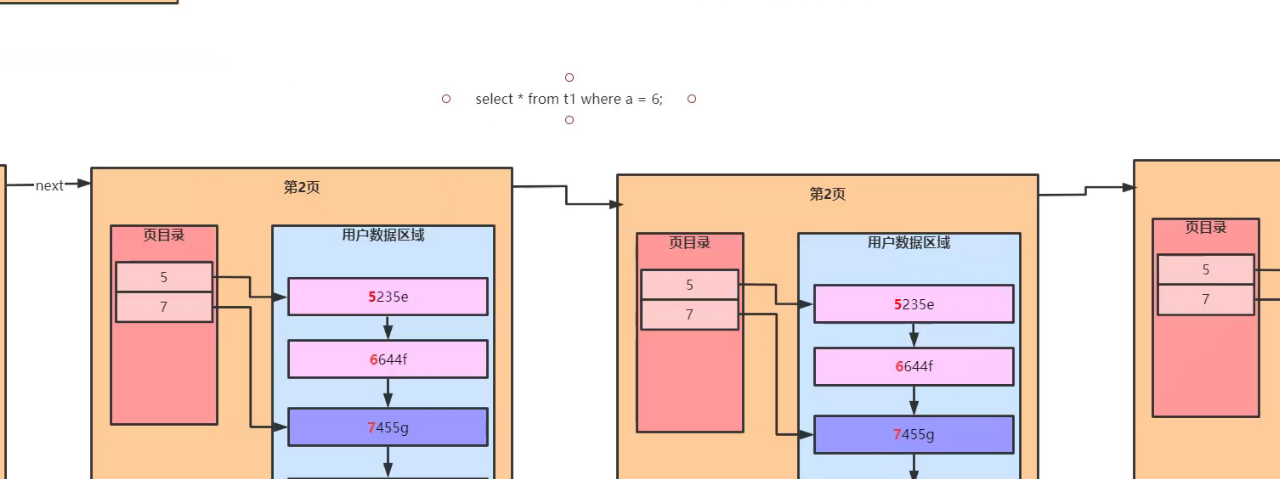 select * from t1 where a = 6;
next
第2页
页目录
5
7
用户数据区域
5235e
6644f
7455g
第2页
页目录
5
7
用户数据区域
5235e
6644f
7455g
页目录
5
7